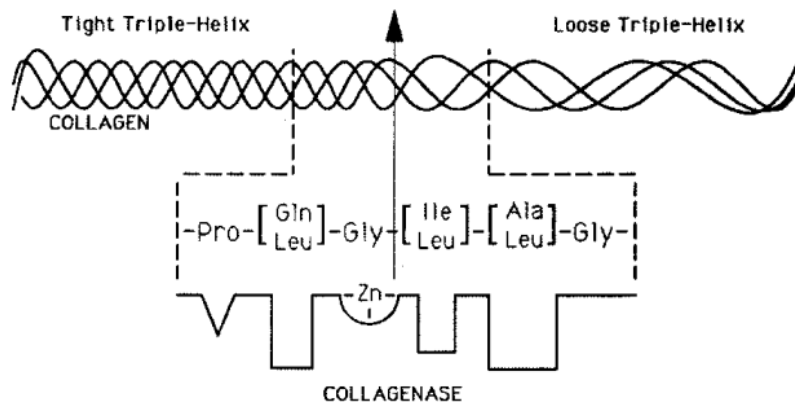 Tight Triple-Helix Loose Triple-Helix
COLLAGEN
-Pro-[Gln Leu]-Gly-[Ile Leu]-[Ala Leu]-Gly-
-Zn-
COLLAGENASE